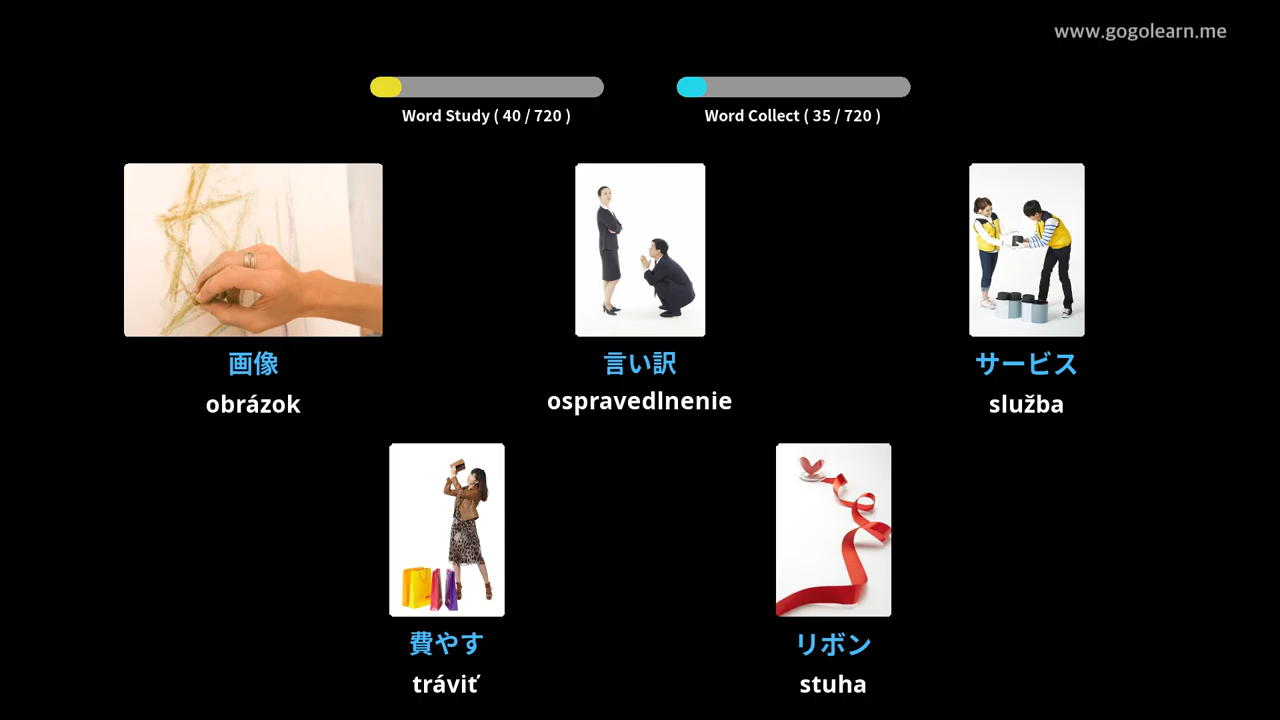 www.gogolearn.me
Word Study ( 40 / 720 )
Word Collect ( 35 / 720 )
画像
言い訳
サービス
obrázok
ospravedlnenie
služba
費やす
リボン
tráviť
stuha